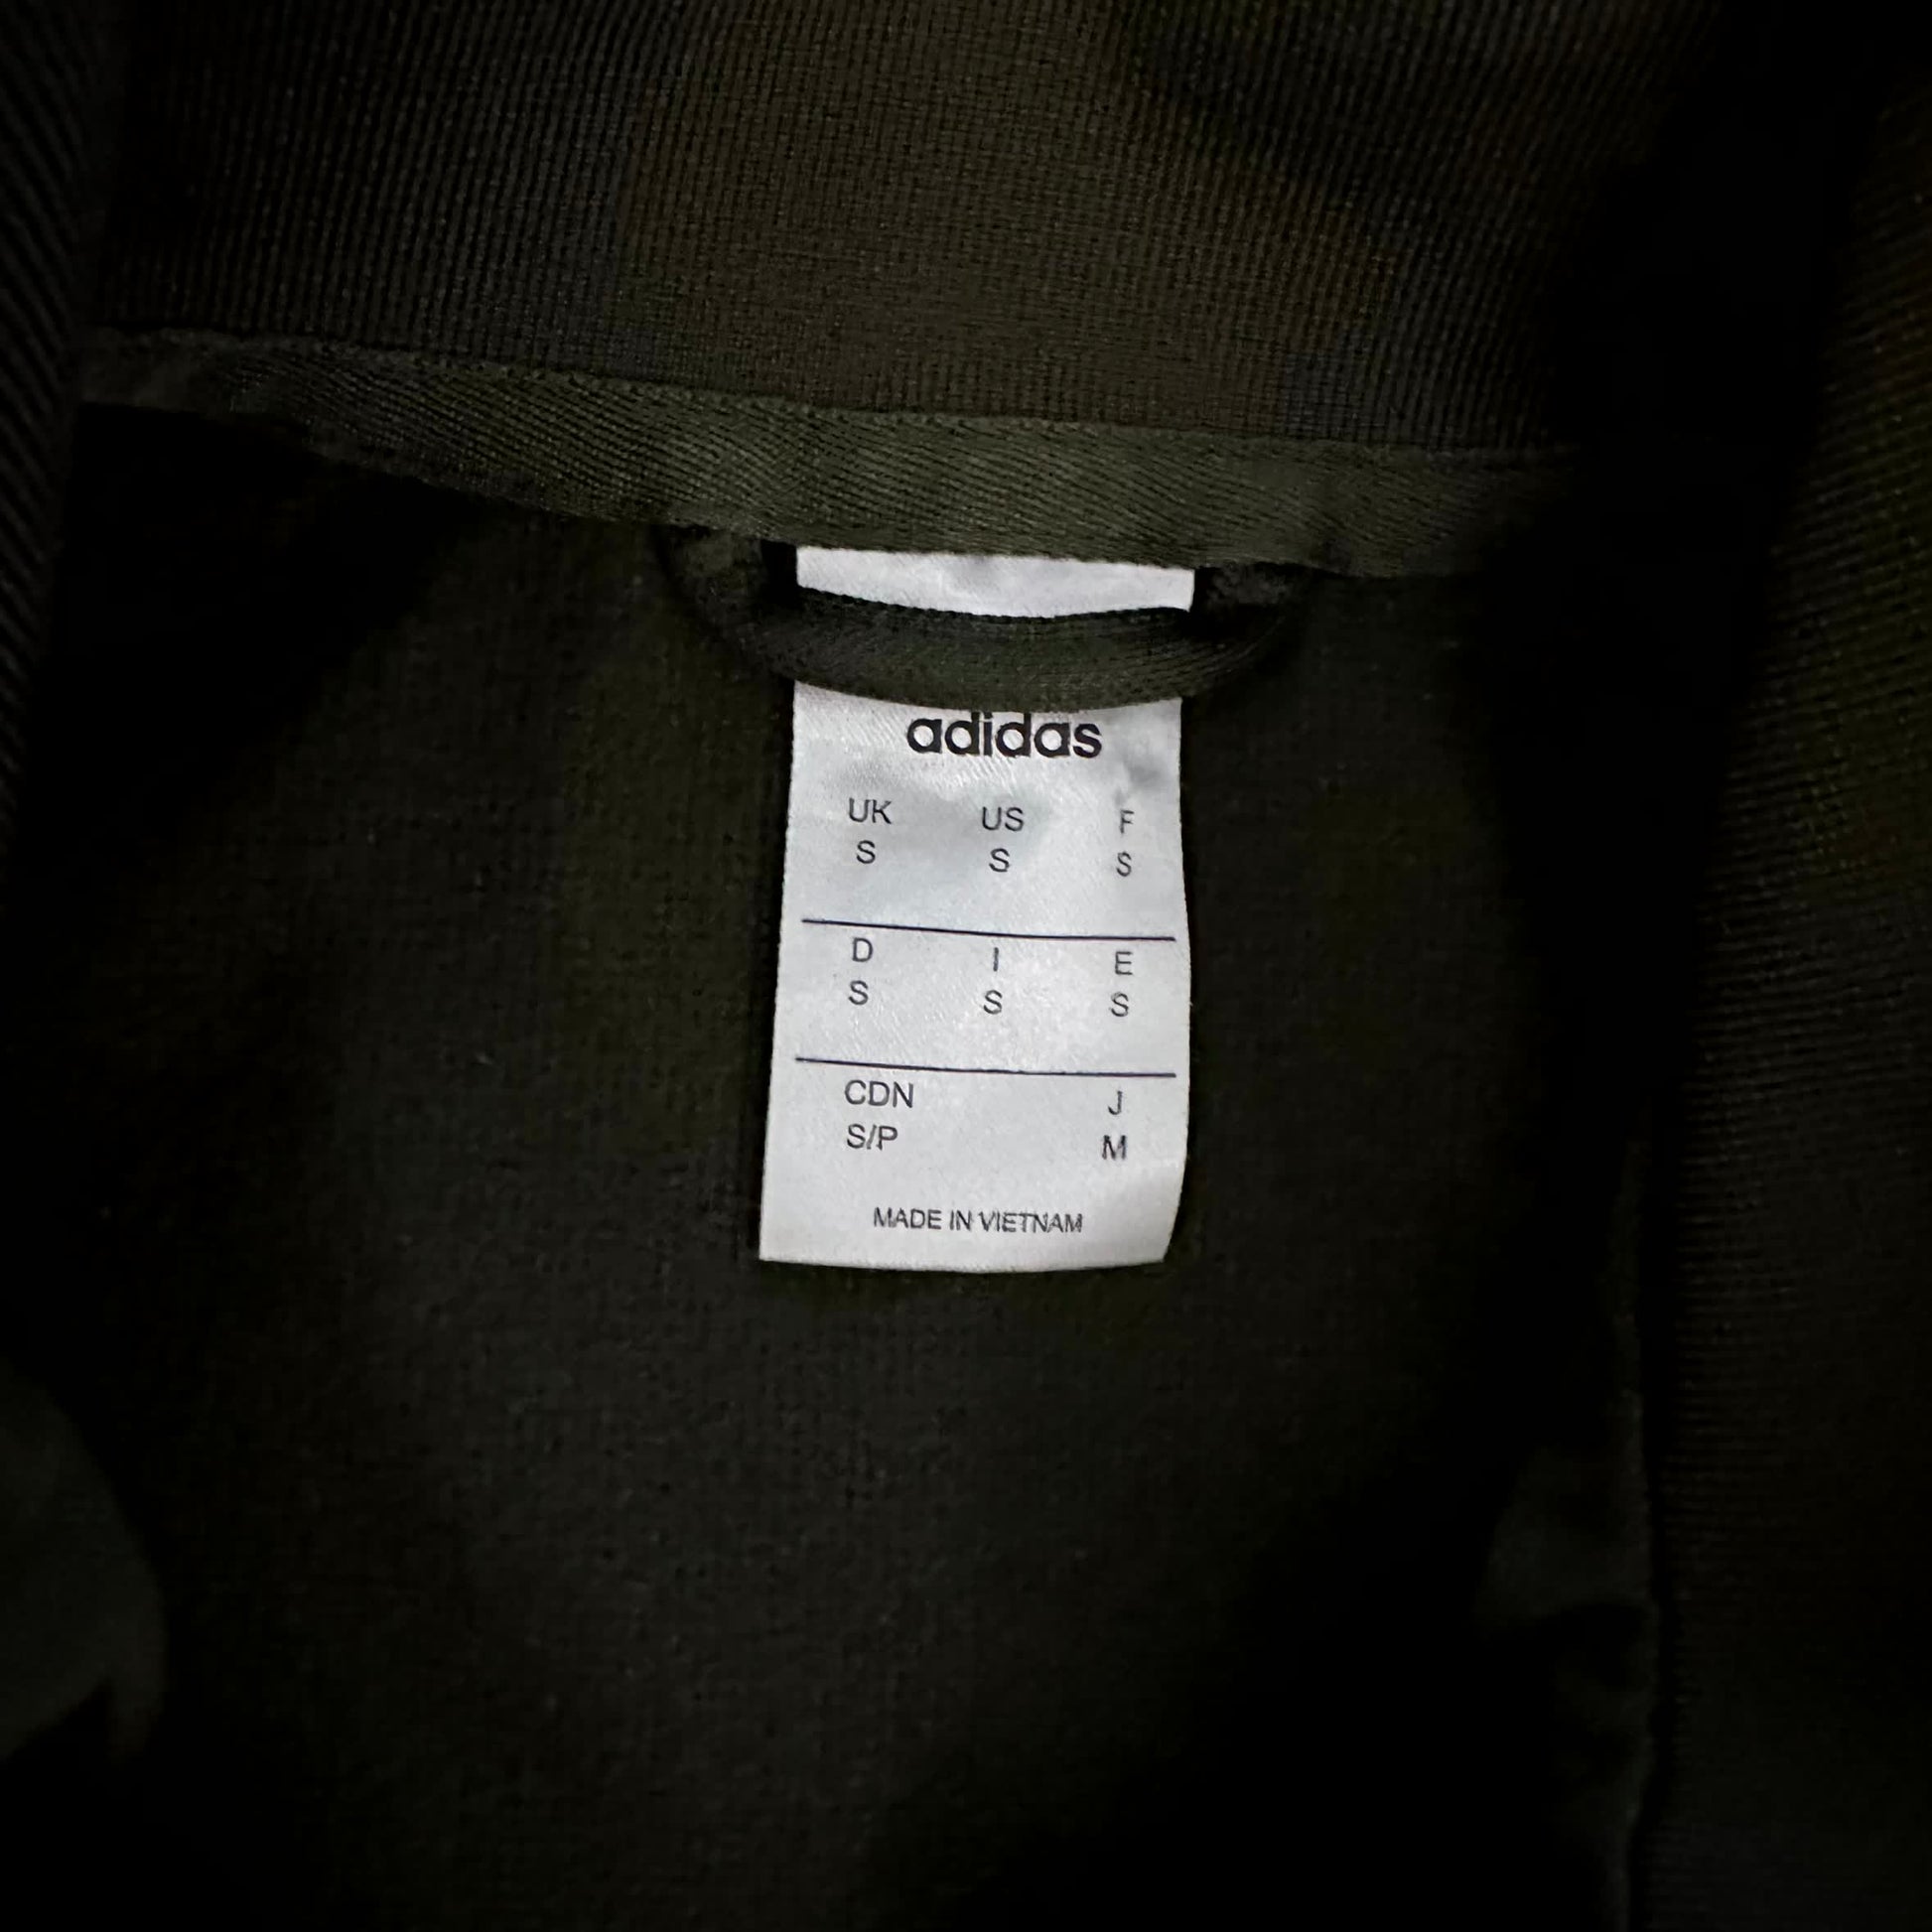 adidas
UK US F
S S S
D I E
S S S
CDN J
S/P M
MADE IN VIETNAM